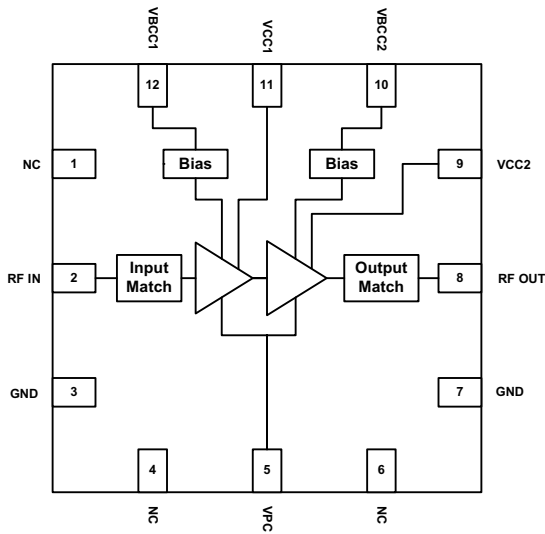 VBCC1
VCC1
VBCC2
12
11
10
NC
1
Bias
Bias
9
VCC2
RF IN
2
Input
Match
Output
Match
8
RF OUT
GND
3
7
GND
4
5
6
NC
VPC
NC